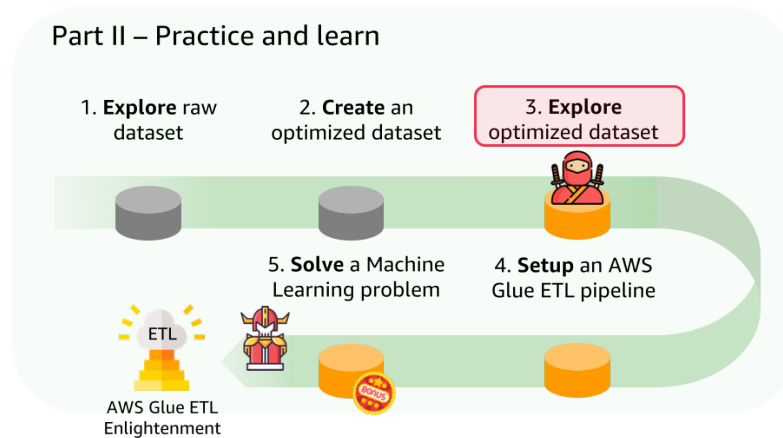 Part II – Practice and learn
1. Explore raw
dataset
2. Create an
optimized dataset
3. Explore
optimized dataset
5. Solve a Machine
Learning problem
4. Setup an AWS
Glue ETL pipeline
ETL
BONUS
AWS Glue ETL
Enlightenment